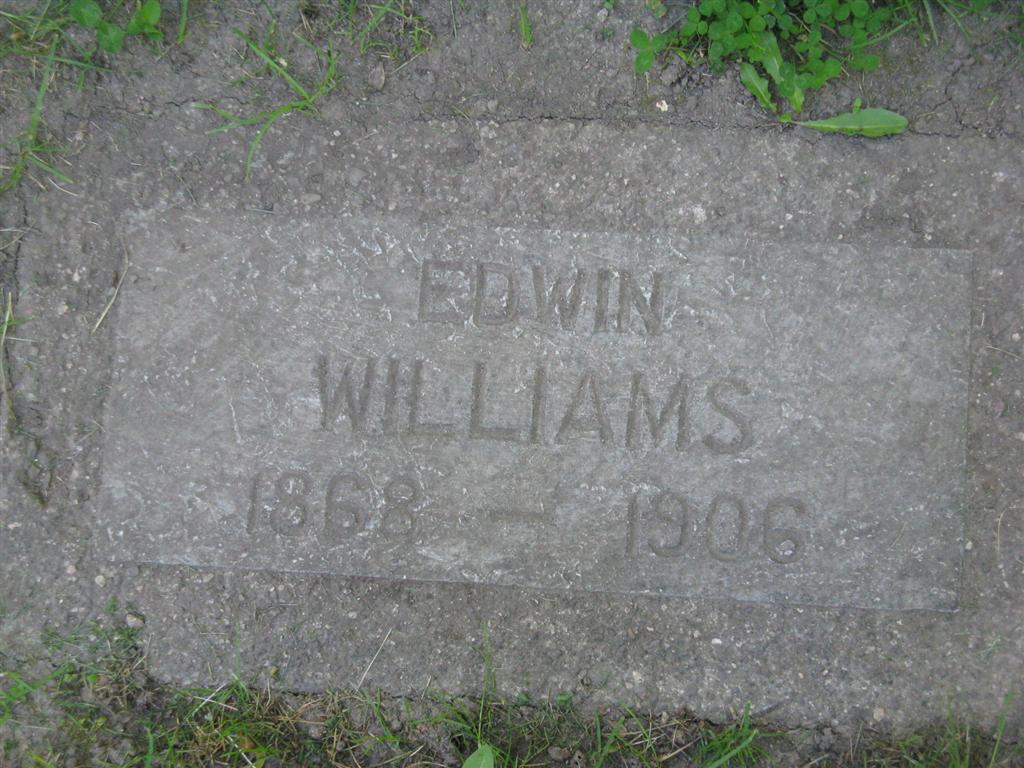 EDWIN
WILLIAMS
1868 — 1906